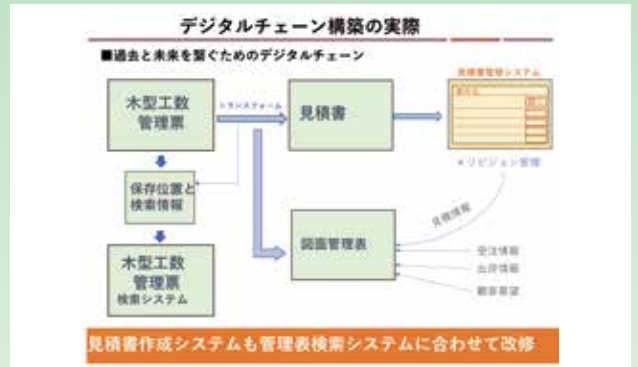 デジタルチェーン構築の実際
■過去と未来を繋ぐためのデジタルチェーン
木型工数
管理票
トランスフォーム
見積書
見積書管理システム
*リビジョン管理
保存位置と
検索情報
見積情報
木型工数
管理票
検索システム
図面管理表
受注情報
出荷情報
顧客要望
見積書作成システムも管理表検索システムに合わせて改修